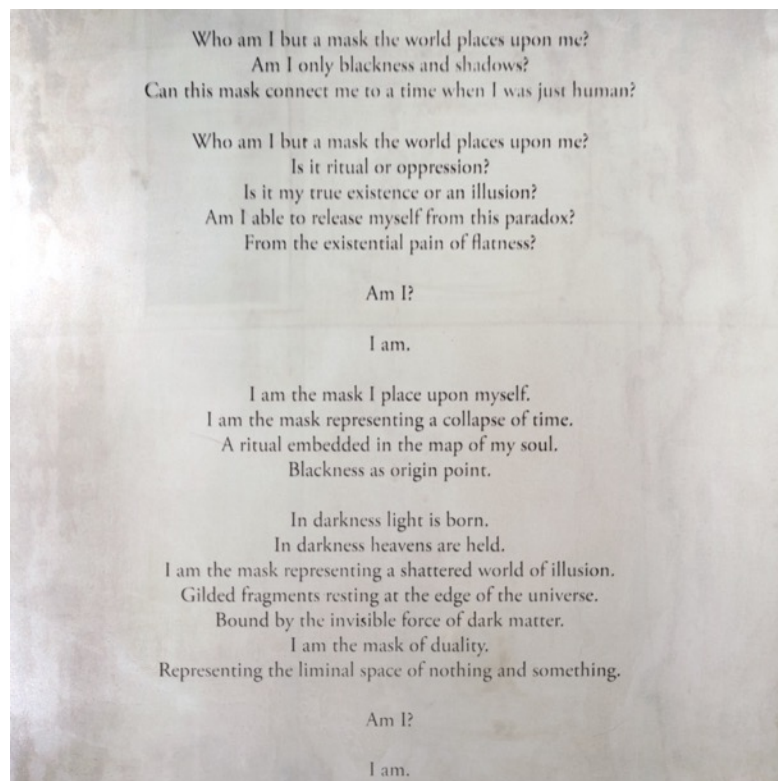 Who am I but a mask the world places upon me?
Am I only blackness and shadows?
Can this mask connect me to a time when I was just human?
Who am I but a mask the world places upon me?
Is it ritual or oppression?
Is it my true existence or an illusion?
Am I able to release myself from this paradox?
From the existential pain of flatness?
Am I?
I am.
I am the mask I place upon myself.
I am the mask representing a collapse of time.
A ritual embedded in the map of my soul.
Blackness as origin point.
In darkness light is born.
In darkness heavens are held.
I am the mask representing a shattered world of illusion.
Gilded fragments resting at the edge of the universe.
Bound by the invisible force of dark matter.
I am the mask of duality.
Representing the liminal space of nothing and something.
Am I?
I am.